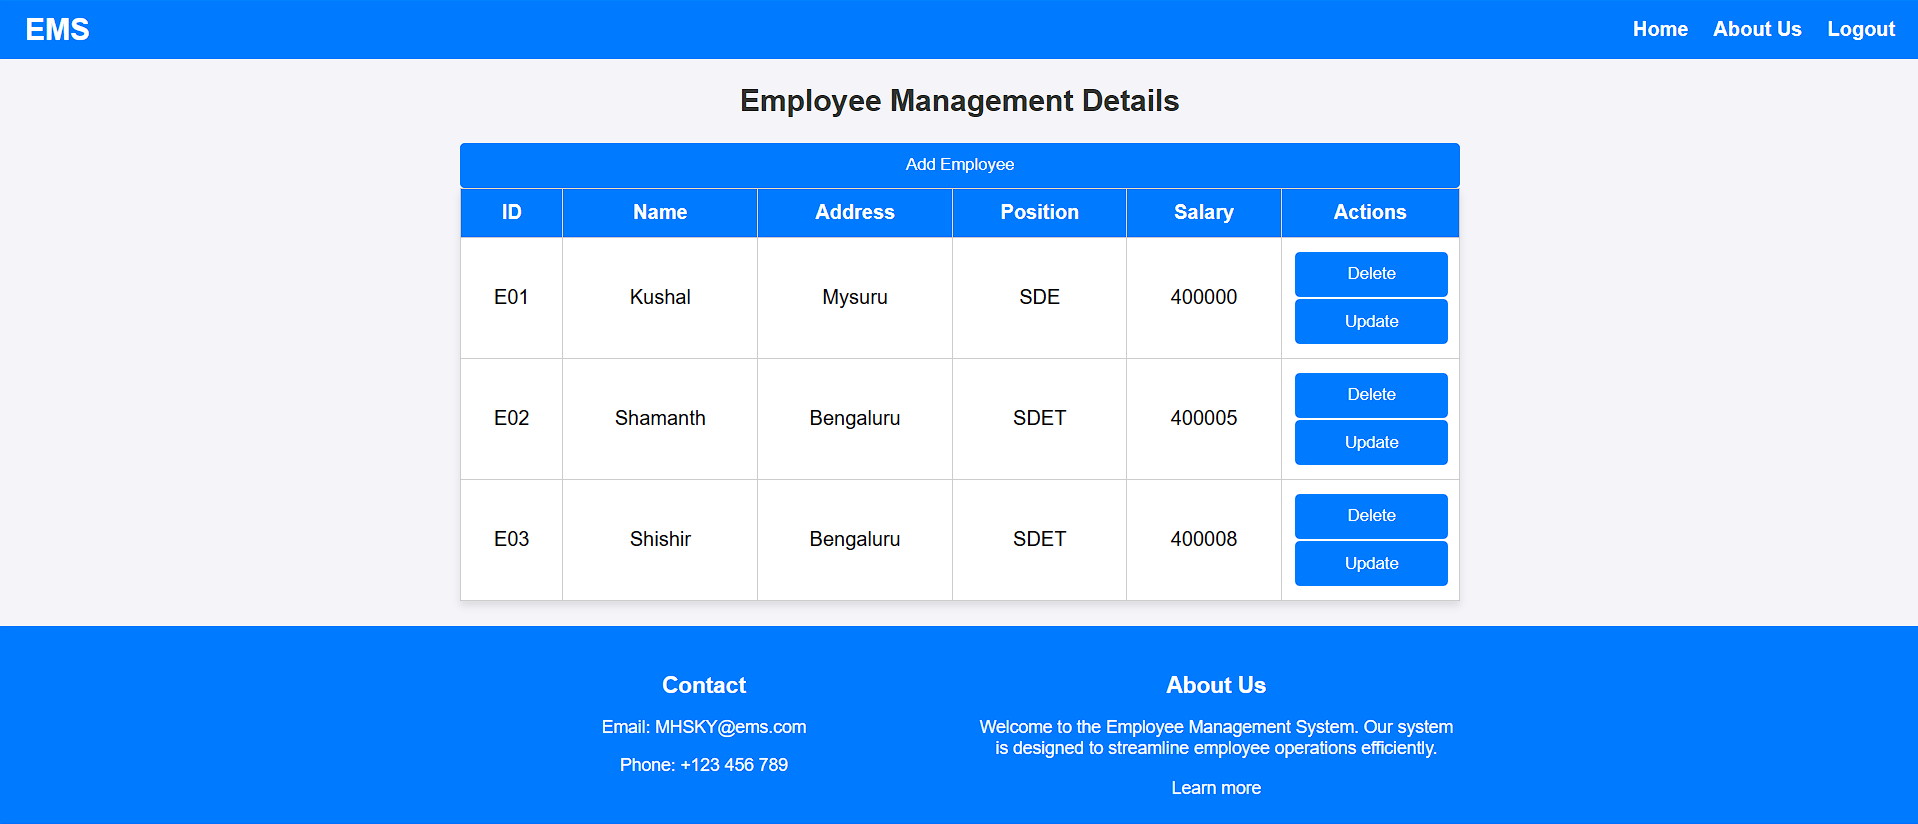 EMS Home About Us Logout
Employee Management Details
Add Employee
ID Name Address Position Salary Actions
E01 Kushal Mysuru SDE 400000 Delete
Update
E02 Shamanth Bengaluru SDET 400005 Delete
Update
E03 Shishir Bengaluru SDET 400008 Delete
Update
Contact
Email: MHSKY@ems.com
Phone: +123 456 789
About Us
Welcome to the Employee Management System. Our system
is designed to streamline employee operations efficiently.
Learn more